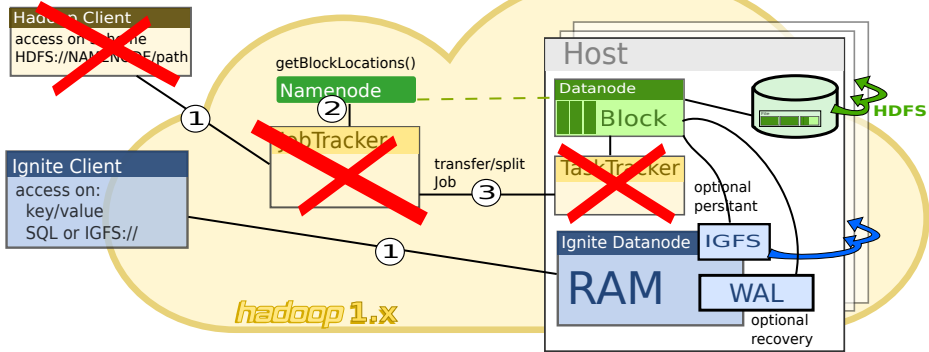 Hadoop Client
access on scheme
HDFS://NAMENODE/path
getBlockLocations()
Namenode
2
1
JobTracker
transfer/split
Job
3
Ignite Client
access on:
key/value
SQL or IGFS://
1
hadoop 1.x
Host
Datanode
Block
TaskTracker
HDFS
optional
persitant
Ignite Datanode
IGFS
RAM
WAL
optional
recovery